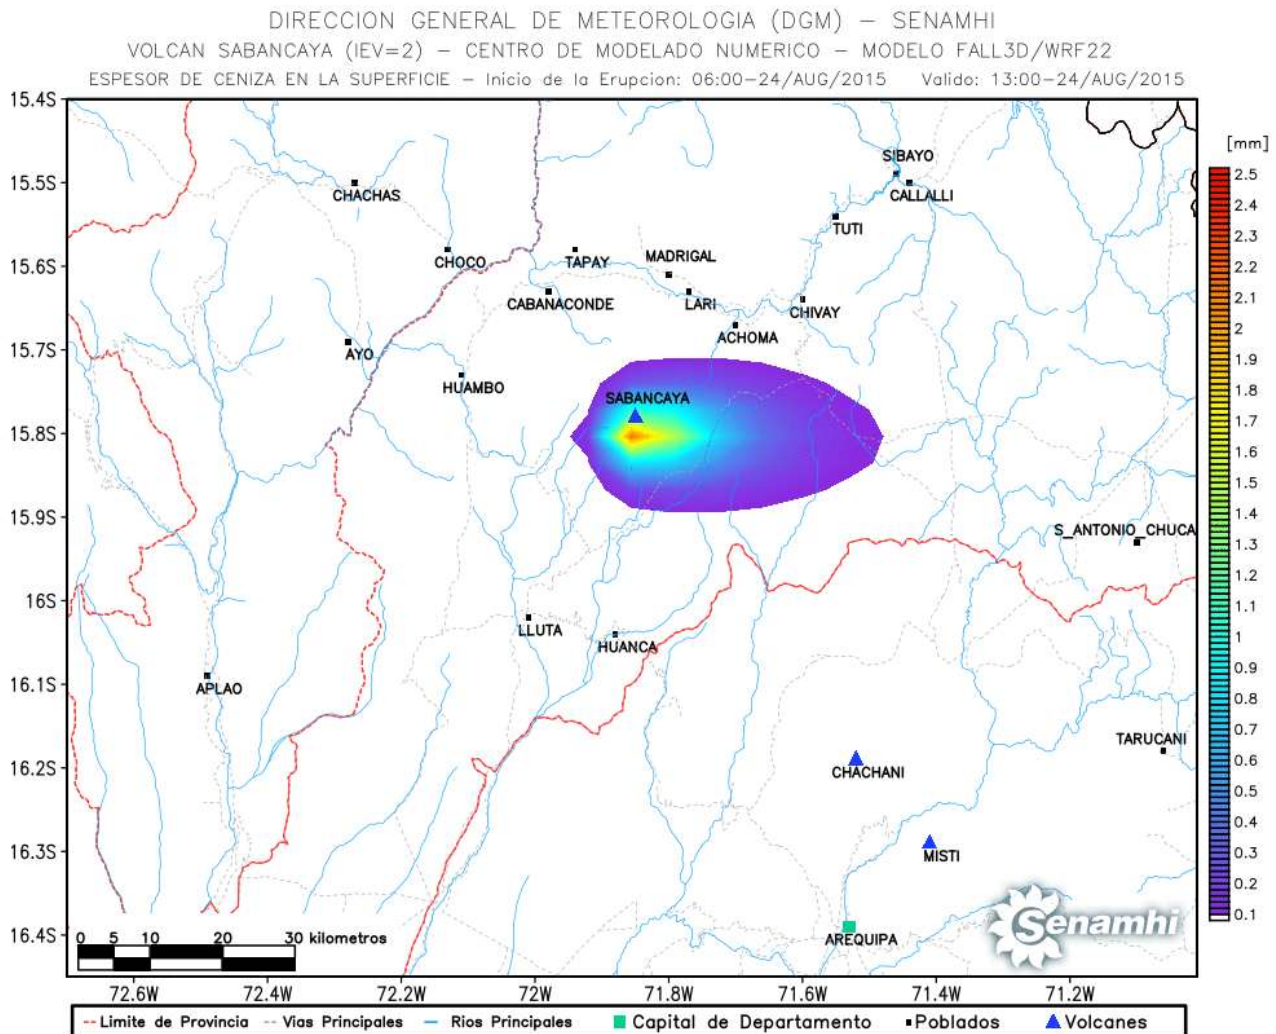 DIRECCION GENERAL DE METEOROLOGIA (DGM) – SENAMHI
VOLCAN SABANCAYA (IEV=2) – CENTRO DE MODELADO NUMERICO – MODELO FALL3D/WRF22
ESPESOR DE CENIZA EN LA SUPERFICIE – Inicio de la Erupcion: 06:00–24/AUG/2015 Valido: 13:00–24/AUG/2015
15.4S
15.5S
15.6S
15.7S
15.8S
15.9S
16S
16.1S
16.2S
16.3S
16.4S
SIBAYO
CHACHAS
CALLALLI
TUTI
CHOCO
TAPAY
MADRIGAL
CABANACONDE
LARI
CHIVAY
ACHOMA
AYO
HUAMBO
SABANCAYA
S_ANTONIO_CHUCA
LLUTA
HUANCA
APLAO
TARUCANI
CHACHANI
MISTI
AREQUIPA
Senamhi
0 5 10 20 30 kilometros
72.6W 72.4W 72.2W 72W 71.8W 71.6W 71.4W 71.2W
[mm]
2.5
2.4
2.3
2.2
2.1
2
1.9
1.8
1.7
1.6
1.5
1.4
1.3
1.2
1.1
1
0.9
0.8
0.7
0.6
0.5
0.4
0.3
0.2
0.1
Limite de Provincia Vias Principales Rios Principales Capital de Departamento Poblados Volcanes